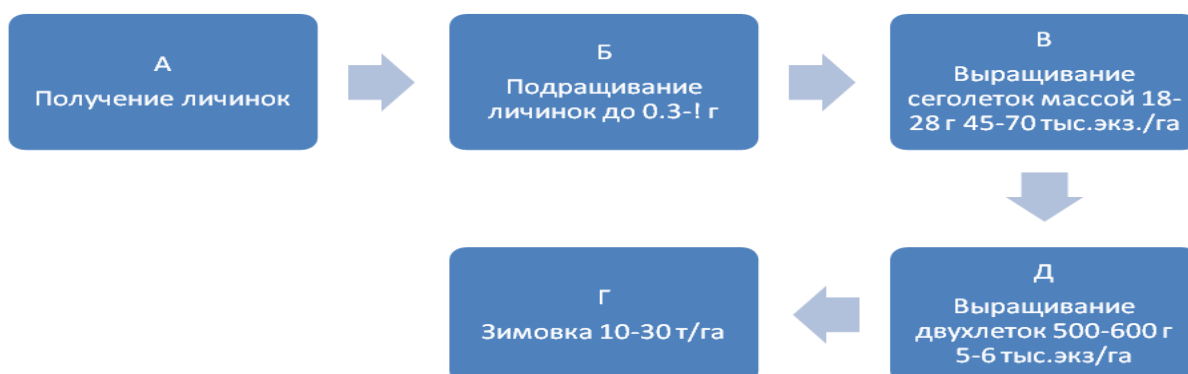 А
Получение личинок
Б
Подращивание
личинок до 0.3-! г
В
Выращивание
сеголеток массой 18-
28 г 45-70 тыс.экз./га
Г
Зимовка 10-30 т/га
Д
Выращивание
двухлеток 500-600 г
5-6 тыс.экз/га